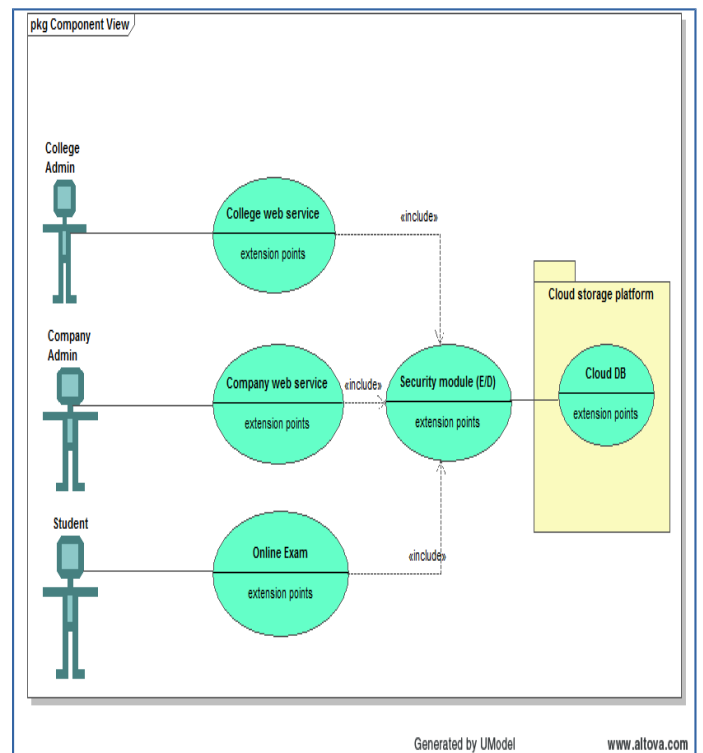 pkg Component View
College
Admin
College web service
extension points
«include»
Cloud storage platform
Company
Admin
Company web service
extension points
«include»
Security module (E/D)
extension points
Cloud DB
extension points
Student
Online Exam
extension points
«include»
Generated by UModel
www.altova.com